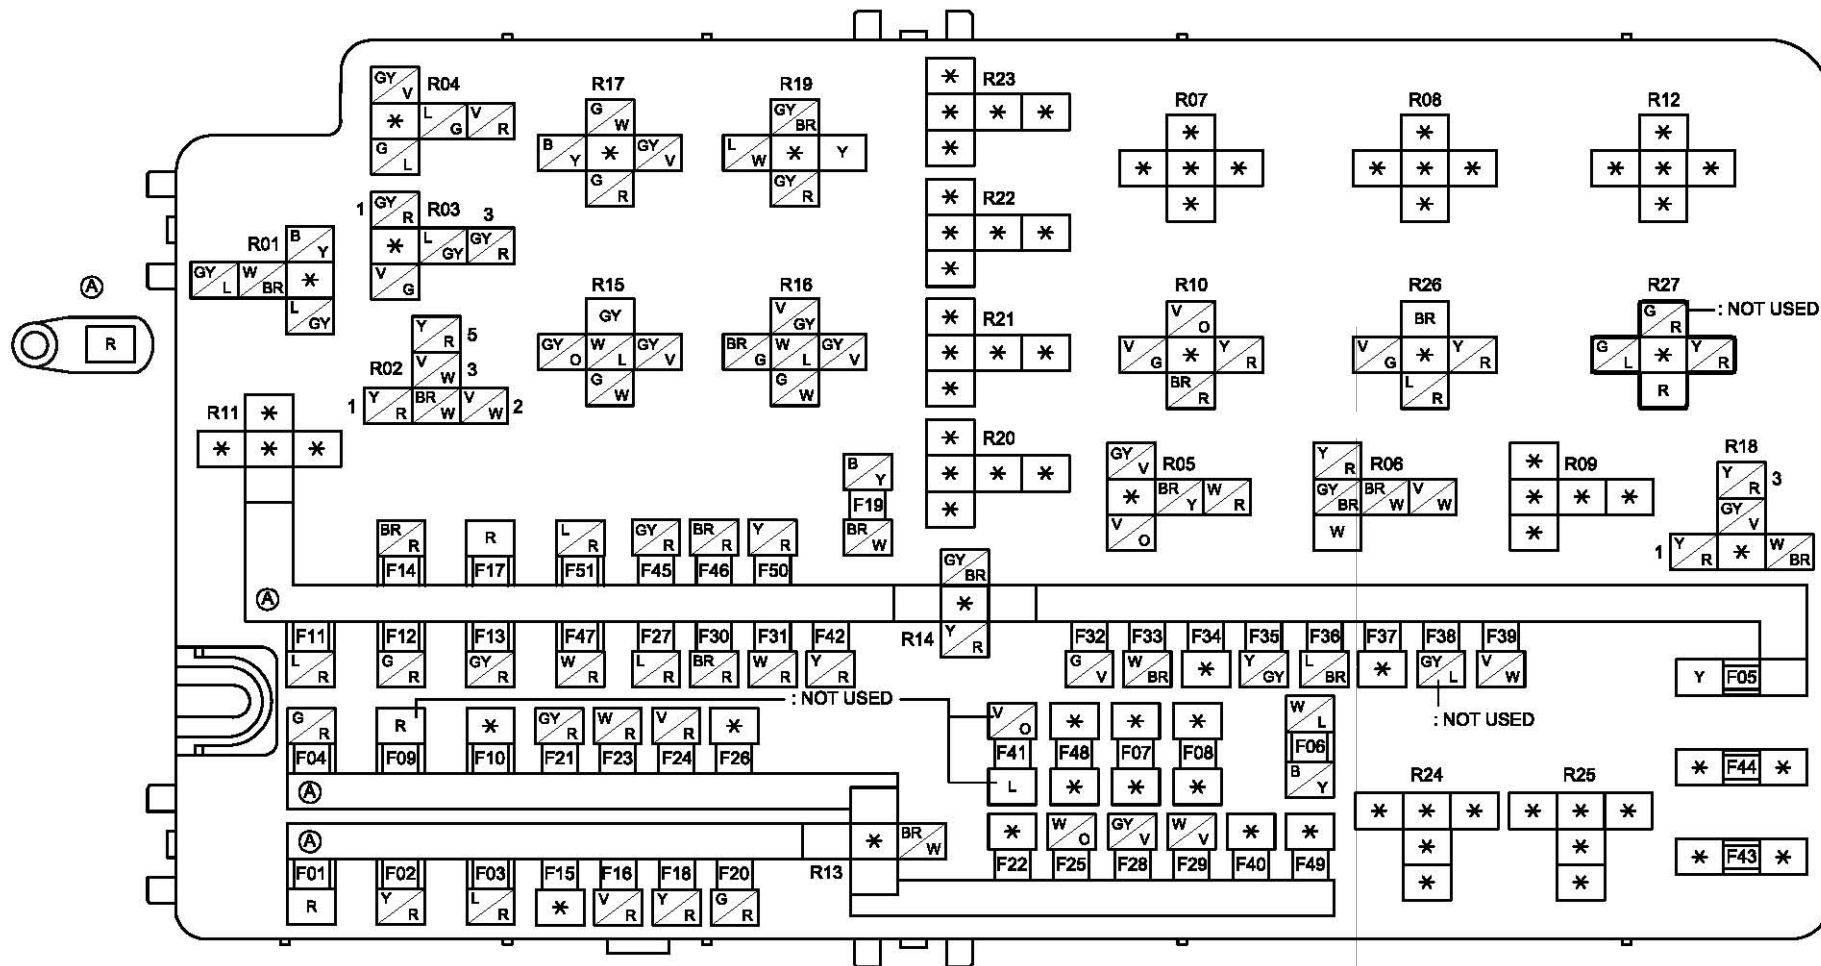 GY V R04
* L G V R
G L
R17
G W
B Y * GY V
G R
R19
GY BR
L W * Y
GY R
* R23
* * *
*
R07
*
* * *
*
R08
*
* * *
*
R12
*
* * *
*
1 GY R R03 3
* L GY GY R
V G
R01 B Y
GY L W BR *
L GY
* R22
* * *
*
A
R
Y R 5
R02 V W 3
1 Y R BR W V W 2
R15
GY
GY O W L GY V
G W
R16
V GY
BR G W L GY V
G W
* R21
* * *
*
R10
V O
V G * Y R
BR R
R26
BR
V G * Y R
L R
R27
G R : NOT USED
G L * Y R
R
R11 *
* * *
B Y
F19
BR W
* R20
* * *
*
GY V R05
* BR Y W R
V O
Y R R06
GY BR BR W V W
W
* R09
* * *
*
R18
Y R 3
GY V
1 Y R * W BR
BR R R L R GY R BR R Y R
F14 F17 F51 F45 F46 F50
A
GY BR
*
R14 Y R
F11 F12 F13 F47 F27 F30 F31 F42
L R G R GY R W R L R BR R W R Y R
F32 F33 F34 F35 F36 F37 F38 F39
G V W BR * Y GY L BR * GY L V W
Y F05
: NOT USED
: NOT USED
G R R * GY R W R V R *
F04 F09 F10 F21 F23 F24 F26
V O * * *
F41 F48 F07 F08
L * * *
W L
F06
B Y
* F44 *
A
A
R13 * BR W
* W O GY V W V * *
F22 F25 F28 F29 F40 F49
R24
* * *
*
*
R25
* * *
*
*
* F43 *
F01 F02 F03 F15 F16 F18 F20
R Y R L R * V R Y R G R